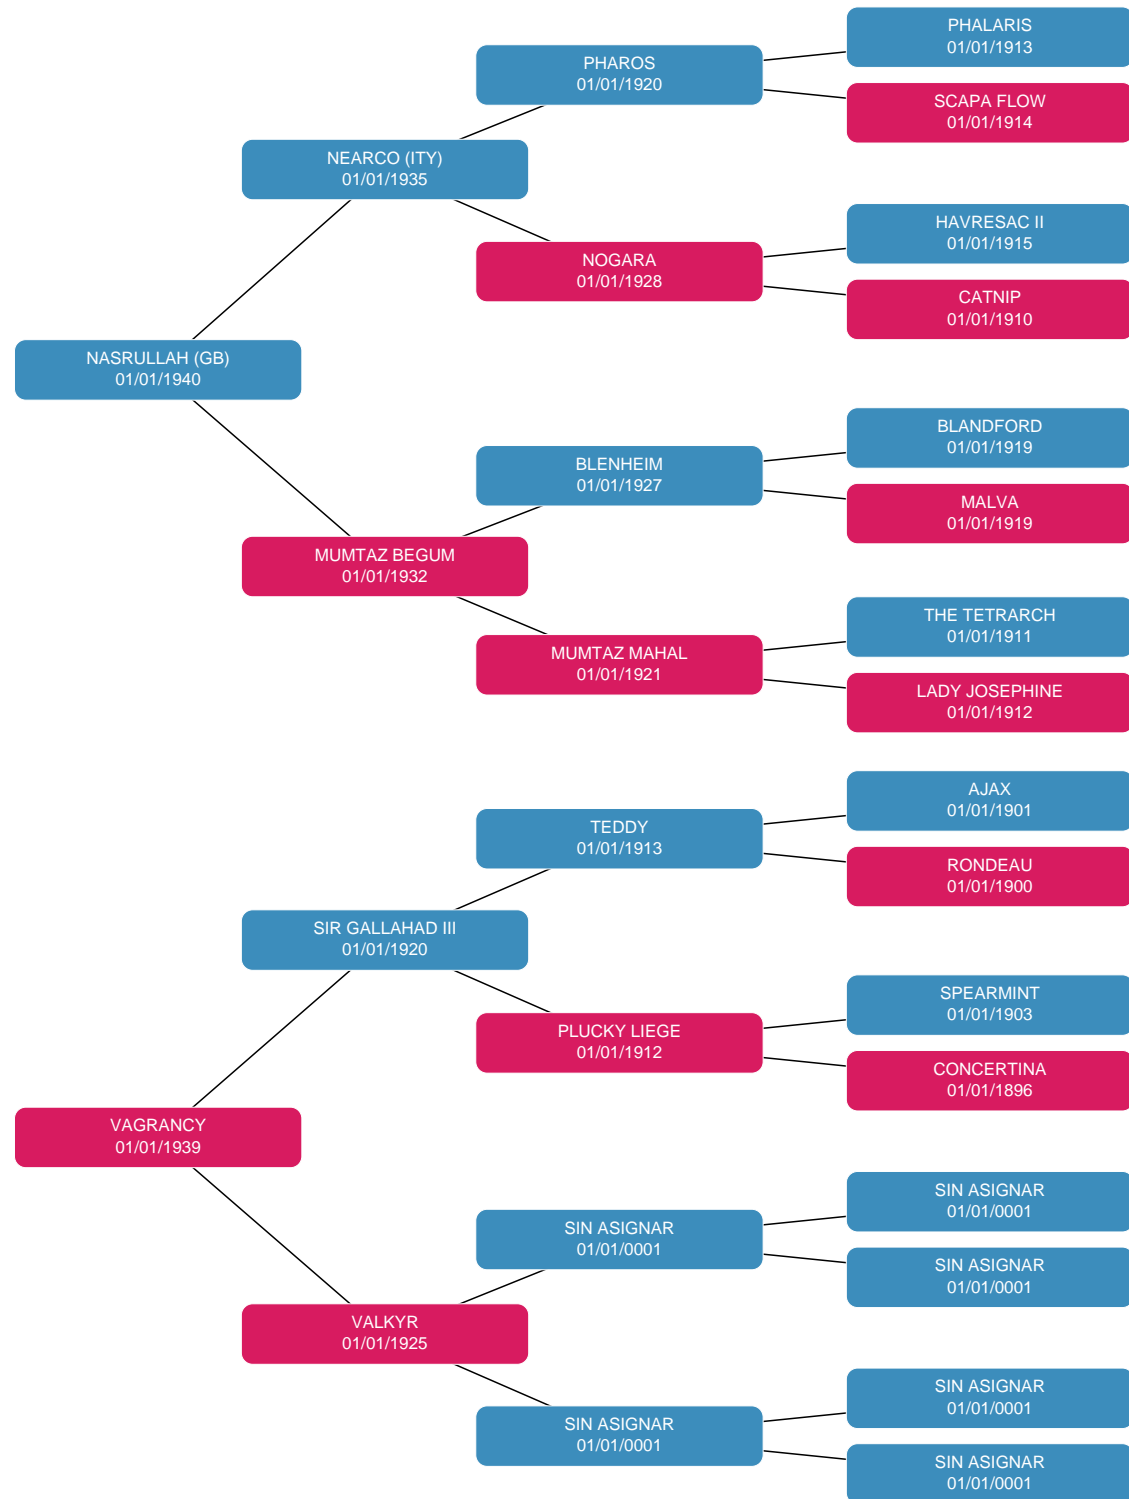 PHALARIS
01/01/1913
PHAROS
01/01/1920
SCAPA FLOW
01/01/1914
NEARCO (ITY)
01/01/1935
HAVRESAC II
01/01/1915
NOGARA
01/01/1928
CATNIP
01/01/1910
NASRULLAH (GB)
01/01/1940
BLANDFORD
01/01/1919
BLENHEIM
01/01/1927
MALVA
01/01/1919
MUMTAZ BEGUM
01/01/1932
THE TETRARCH
01/01/1911
MUMTAZ MAHAL
01/01/1921
LADY JOSEPHINE
01/01/1912
AJAX
01/01/1901
TEDDY
01/01/1913
RONDEAU
01/01/1900
SIR GALLAHAD III
01/01/1920
SPEARMINT
01/01/1903
PLUCKY LIEGE
01/01/1912
CONCERTINA
01/01/1896
VAGRANCY
01/01/1939
SIN ASIGNAR
01/01/0001
SIN ASIGNAR
01/01/0001
SIN ASIGNAR
01/01/0001
VALKYR
01/01/1925
SIN ASIGNAR
01/01/0001
SIN ASIGNAR
01/01/0001
SIN ASIGNAR
01/01/0001